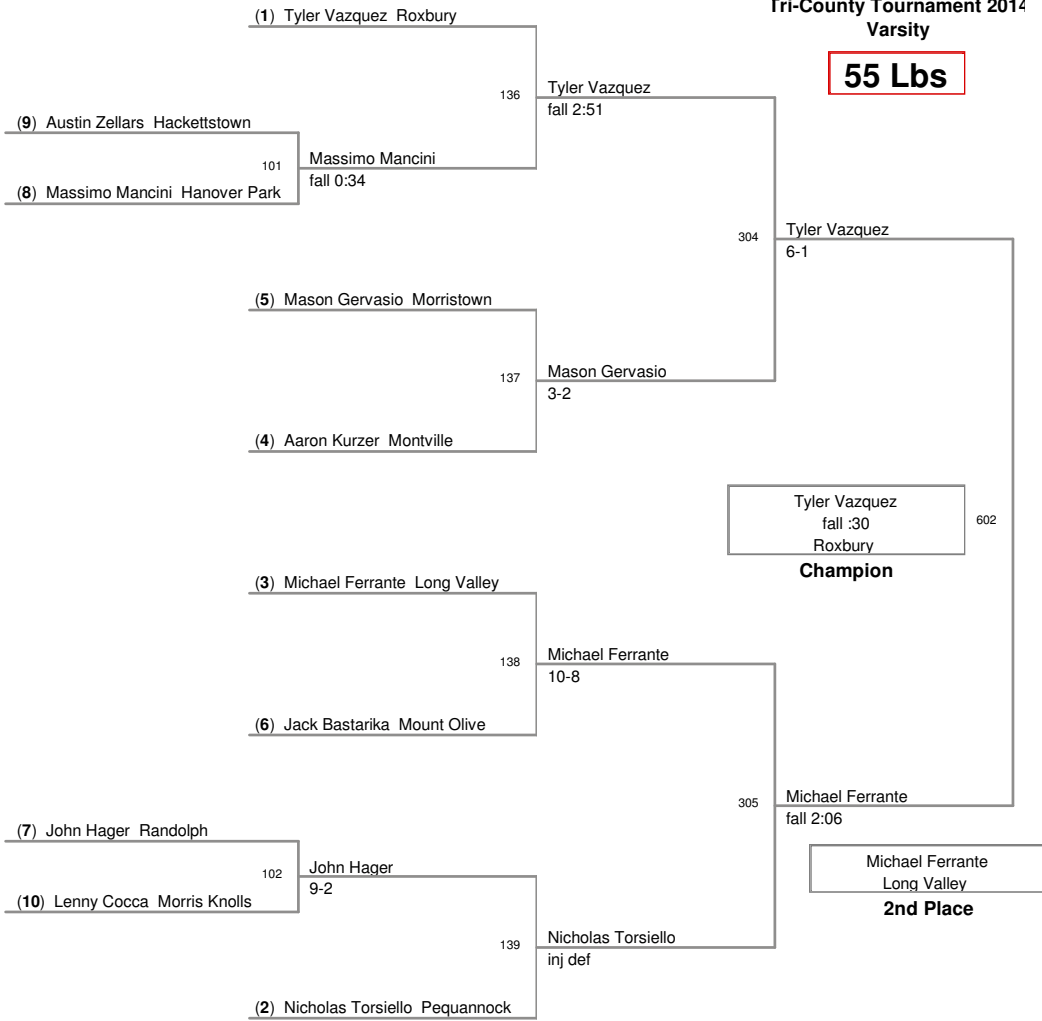 Tri-County Tournament 2014
Varsity
55 Lbs
(1) Tyler Vazquez Roxbury
136
Tyler Vazquez
fall 2:51
(9) Austin Zellars Hackettstown
101
Massimo Mancini
fall 0:34
(8) Massimo Mancini Hanover Park
304
Tyler Vazquez
6-1
(5) Mason Gervasio Morristown
137
Mason Gervasio
3-2
(4) Aaron Kurzer Montville
Tyler Vazquez
fall :30
Roxbury
Champion
602
(3) Michael Ferrante Long Valley
138
Michael Ferrante
10-8
(6) Jack Bastarika Mount Olive
305
Michael Ferrante
fall 2:06
(7) John Hager Randolph
102
John Hager
9-2
(10) Lenny Cocca Morris Knolls
Michael Ferrante
Long Valley
2nd Place
139
Nicholas Torsiello
inj def
(2) Nicholas Torsiello Pequannock